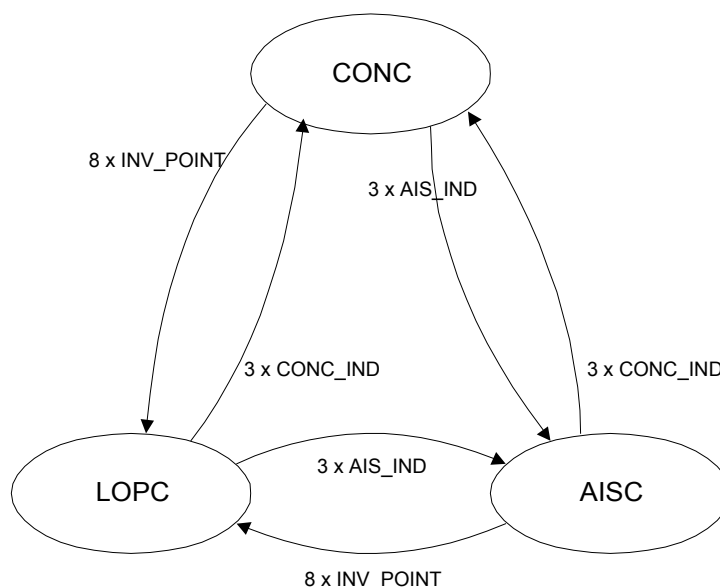 CONC
8 x INV_POINT
3 x AIS_IND
3 x CONC_IND
3 x CONC_IND
3 x AIS_IND
LOPC
AISC
8 x INV_POINT